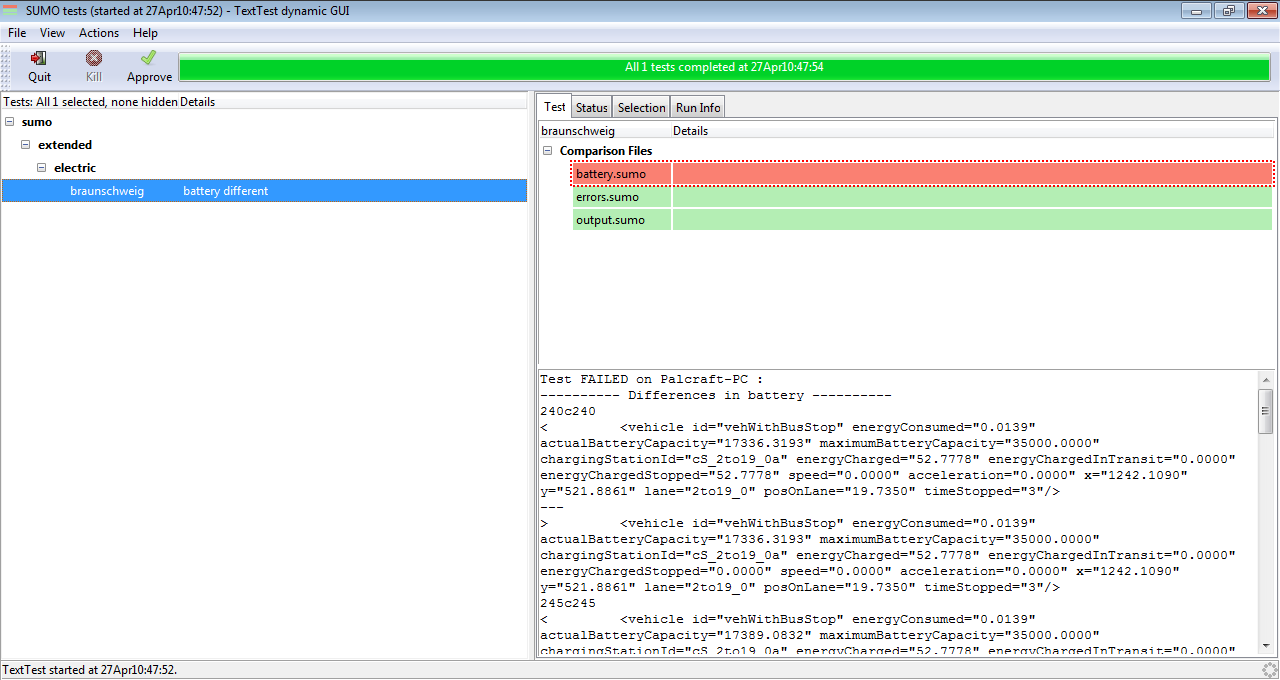 SUMO tests (started at 27Apr10:47:52) - TextTest dynamic GUI
File View Actions Help
Quit Kill Approve
All 1 tests completed at 27Apr10:47:54
Tests: All 1 selected, none hidden Details
sumo
extended
electric
braunschweig battery different
Test Status Selection Run Info
braunschweig Details
Comparison Files
battery.sumo
errors.sumo
output.sumo
Test FAILED on Palcraft-PC :
---------- Differences in battery ----------
240c240
< <vehicle id="vehWithBusStop" energyConsumed="0.0139"
actualBatteryCapacity="17336.3193" maximumBatteryCapacity="35000.0000"
chargingStationId="cS_2to19_0a" energyCharged="52.7778" energyChargedInTransit="0.0000"
energyChargedStopped="52.7778" speed="0.0000" acceleration="0.0000" x="1242.1090"
y="521.8861" lane="2to19_0" posOnLane="19.7350" timeStopped="3"/>
---
> <vehicle id="vehWithBusStop" energyConsumed="0.0139"
actualBatteryCapacity="17336.3193" maximumBatteryCapacity="35000.0000"
chargingStationId="cS_2to19_0a" energyCharged="52.7778" energyChargedInTransit="0.0000"
energyChargedStopped="0.0000" speed="0.0000" acceleration="0.0000" x="1242.1090"
y="521.8861" lane="2to19_0" posOnLane="19.7350" timeStopped="3"/>
245c245
< <vehicle id="vehWithBusStop" energyConsumed="0.0139"
actualBatteryCapacity="17389.0832" maximumBatteryCapacity="35000.0000"
chargingStationId="cS_2to19_0a" energyCharged="52.7778" energyChargedInTransit="0.0000"
TextTest started at 27Apr10:47:52.